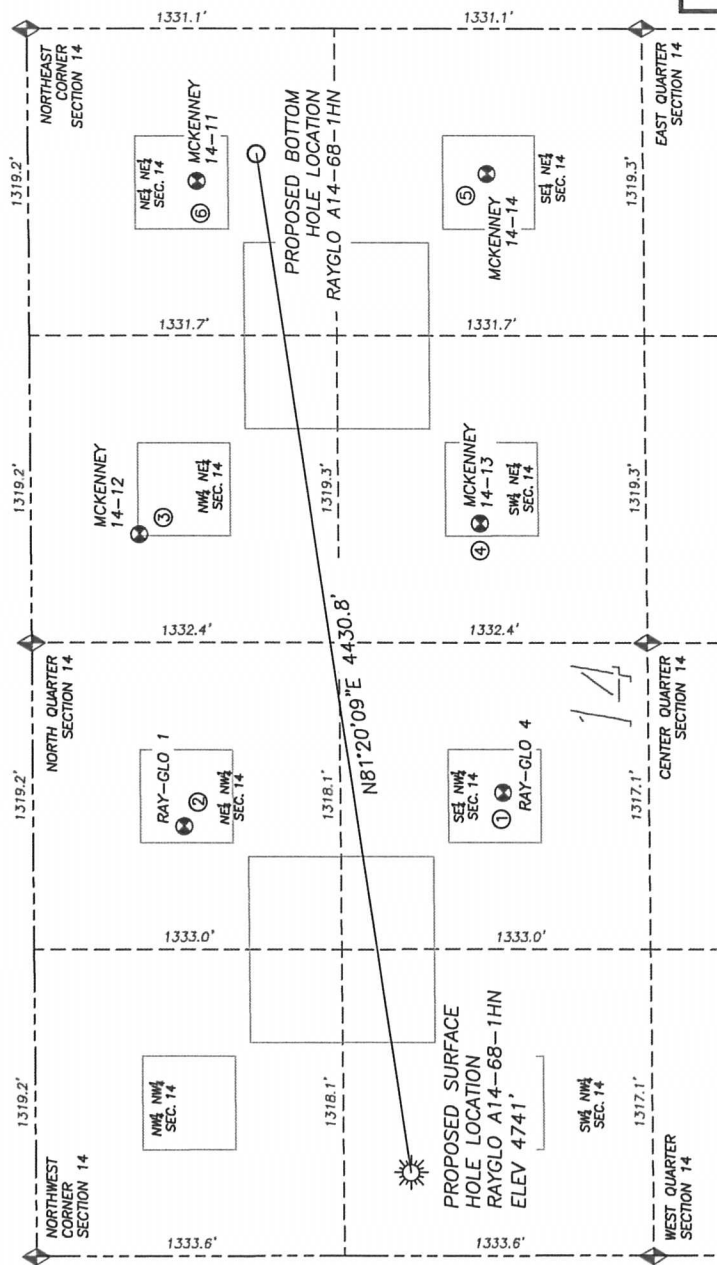 1319.2'
1319.2'
1319.2'
1319.2'
NORTHWEST
CORNER
SECTION 14
NORTH QUARTER
SECTION 14
NORTHEAST
CORNER
SECTION 14
1333.6'
1333.0'
1332.4'
1331.7'
1331.1'
NW¼ NW¼
SEC. 14
RAY-GLO 1
②
NE¼ NW¼
SEC. 14
MCKENNEY
14-12
③
NW¼ NE¼
SEC. 14
NE¼ NE¼
SEC. 14
⑥
MCKENNEY
14-11
PROPOSED BOTTOM
HOLE LOCATION
RAYGLO A14-68-1HN
1318.1'
1318.1'
1319.3'
N81°20'09"E 4430.8'
PROPOSED SURFACE
HOLE LOCATION
RAYGLO A14-68-1HN
ELEV 4741'
1333.6'
1333.0'
1332.4'
1331.7'
1331.1'
SW¼ NW¼
SEC. 14
SE¼ NW¼
SEC. 14
①
RAY-GLO 4
MCKENNEY
14-13
④
SW¼ NE¼
SEC. 14
⑤
MCKENNEY
14-14
SE¼ NE¼
SEC. 14
14
1317.1'
1317.1'
1319.3'
1319.3'
WEST QUARTER
SECTION 14
CENTER QUARTER
SECTION 14
EAST QUARTER
SECTION 14